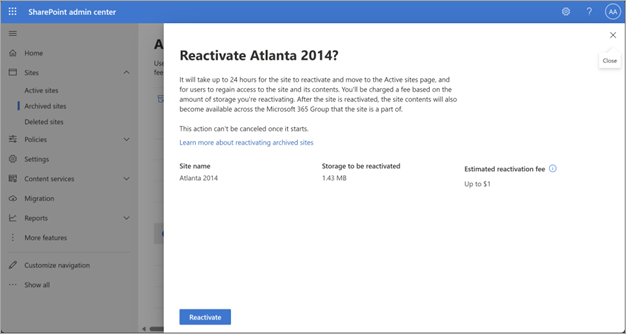 SharePoint admin center
AA
Close
Home
Sites
Active sites
Archived sites
Deleted sites
Policies
Settings
Content services
Migration
Reports
More features
Customize navigation
Show all
A
Use
fee
Reactivate Atlanta 2014?
It will take up to 24 hours for the site to reactivate and move to the Active sites page, and
for users to regain access to the site and its contents. You'll be charged a fee based on the
amount of storage you're reactivating. After the site is reactivated, the site contents will also
become available across the Microsoft 365 Group that the site is a part of.
This action can't be canceled once it starts.
Learn more about reactivating archived sites
Site name Storage to be reactivated Estimated reactivation fee
Atlanta 2014 1.43 MB Up to $1
Reactivate